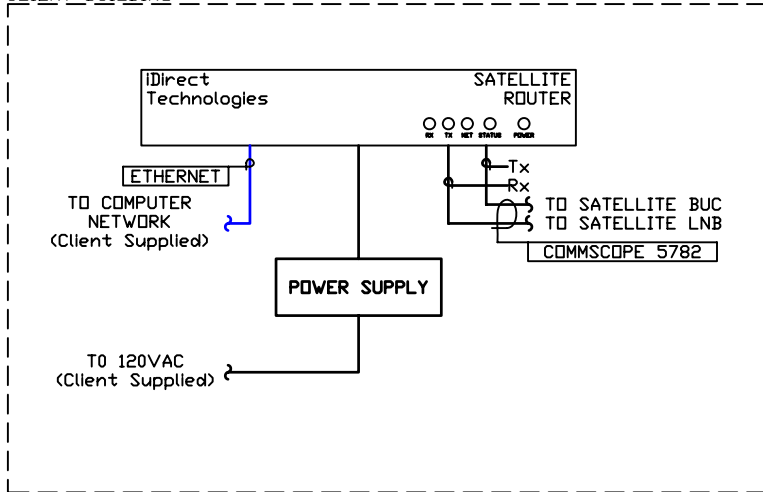 iDirect
Technologies
SATELLITE
ROUTER
RX TX NET STATUS POWER
ETHERNET
TO COMPUTER
NETWORK
(Client Supplied)
Tx
Rx
TO SATELLITE BUC
TO SATELLITE LNB
COMMSCOPE 5782
POWER SUPPLY
TO 120VAC
(Client Supplied)